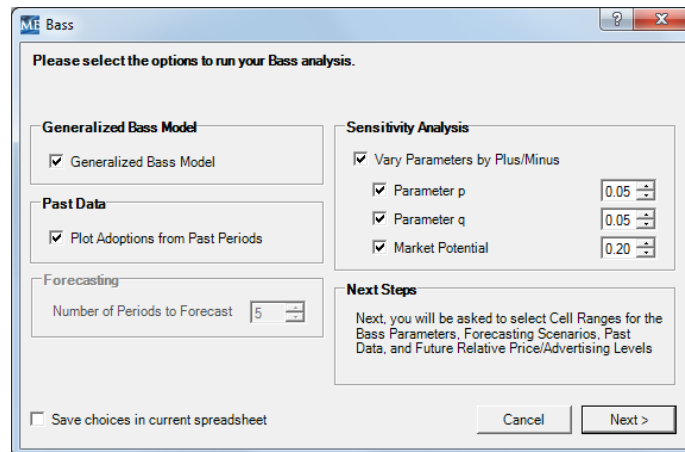 ME Bass
Please select the options to run your Bass analysis.
Generalized Bass Model
Generalized Bass Model
Past Data
Plot Adoptions from Past Periods
Forecasting
Number of Periods to Forecast 5
Sensitivity Analysis
Vary Parameters by Plus/Minus
Parameter p 0.05
Parameter q 0.05
Market Potential 0.20
Next Steps
Next, you will be asked to select Cell Ranges for the
Bass Parameters, Forecasting Scenarios, Past
Data, and Future Relative Price/Advertising Levels
Save choices in current spreadsheet
Cancel
Next >